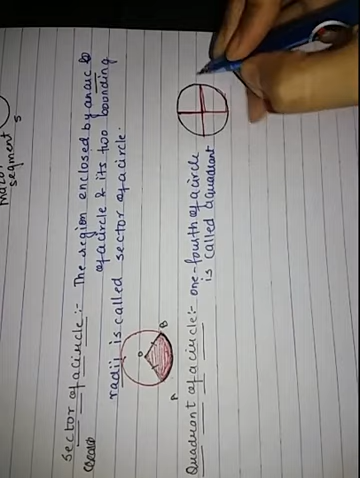 Major
segment
s
Sector of a circle :- The region enclosed by an arc
of a circle & its two bounding
radii is called sector of a circle.
O
A
B
Quadrant of a circle:- one-fourth of a circle
is called a quadrant